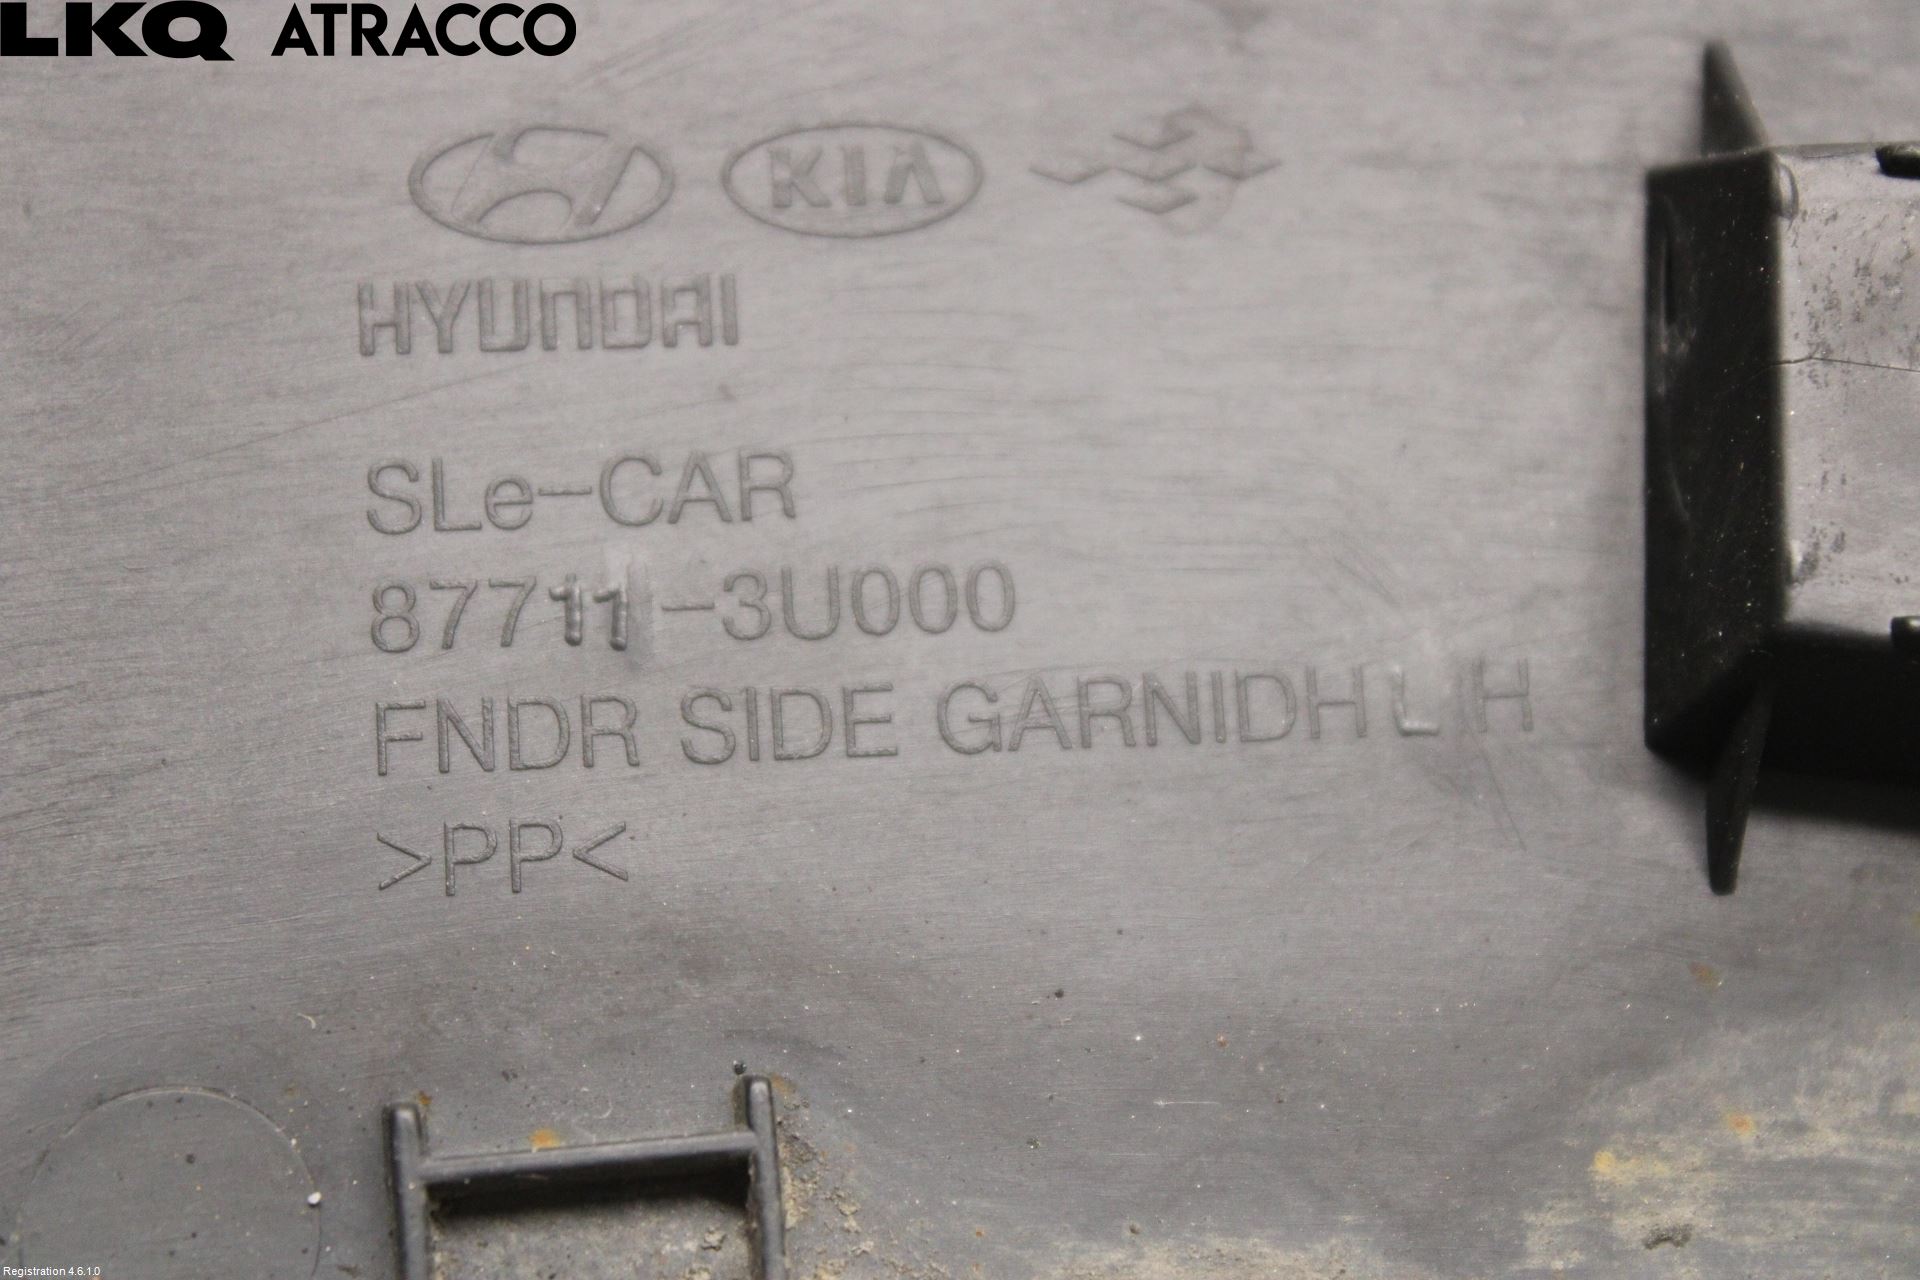 LKQ ATRACCO
KIA
HYUNDAI
SLe-CAR
87711-3U000
FNDR SIDE GARNIDH LH
>PP<
Registration 4.6.1.0